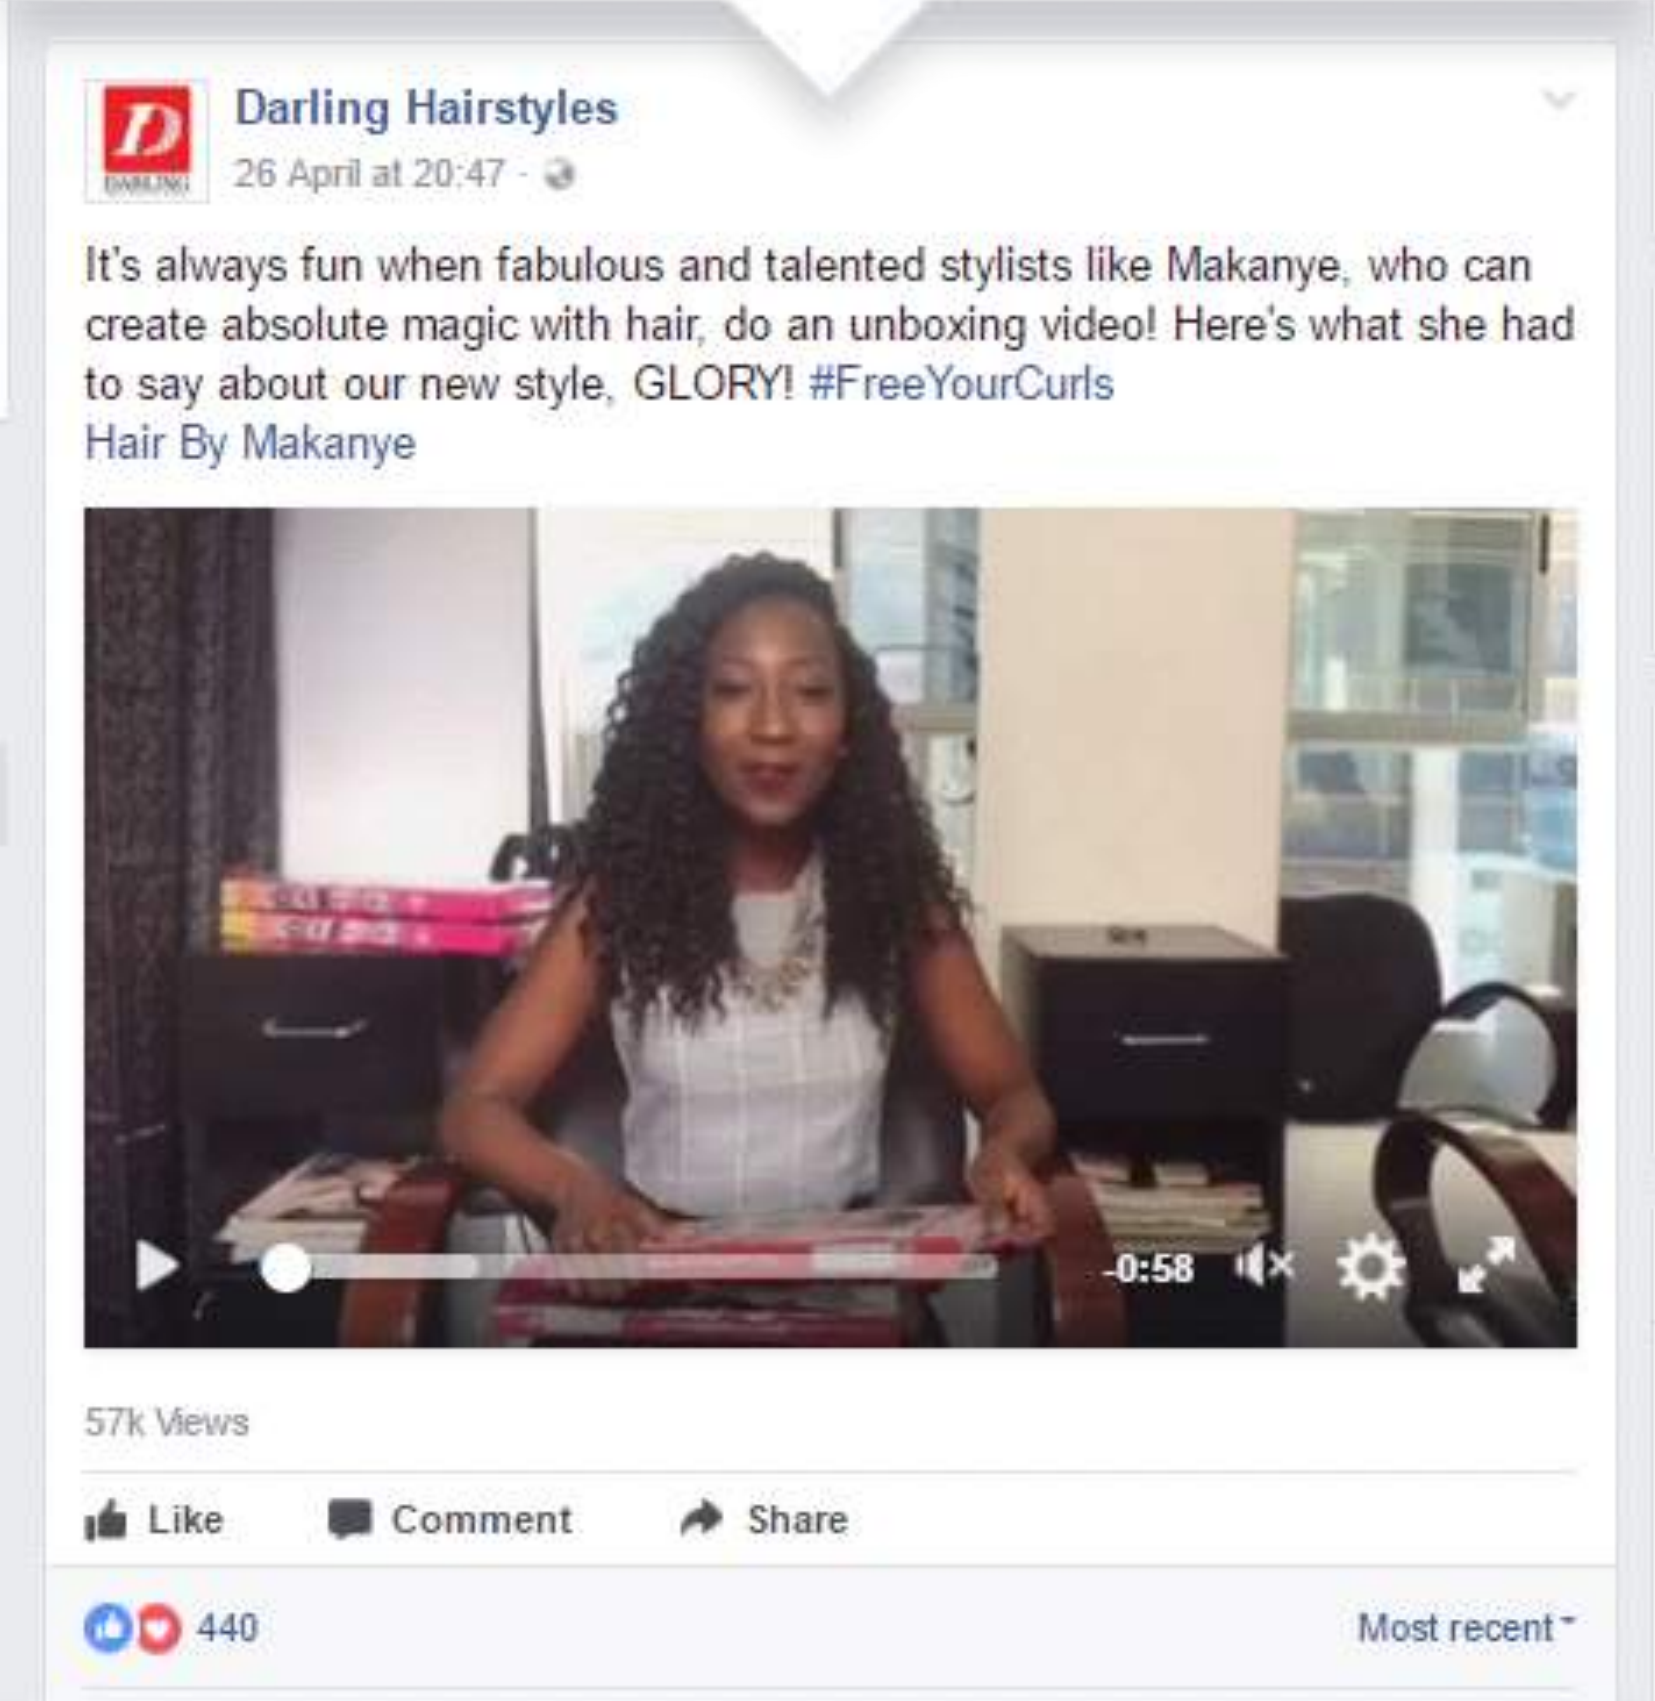 Darling Hairstyles
26 April at 20:47 ·
D
DARLING
It's always fun when fabulous and talented stylists like Makanye, who can
create absolute magic with hair, do an unboxing video! Here's what she had
to say about our new style, GLORY! #FreeYourCurls
Hair By Makanye
-0:58
57k Views
Like Comment Share
440 Most recent